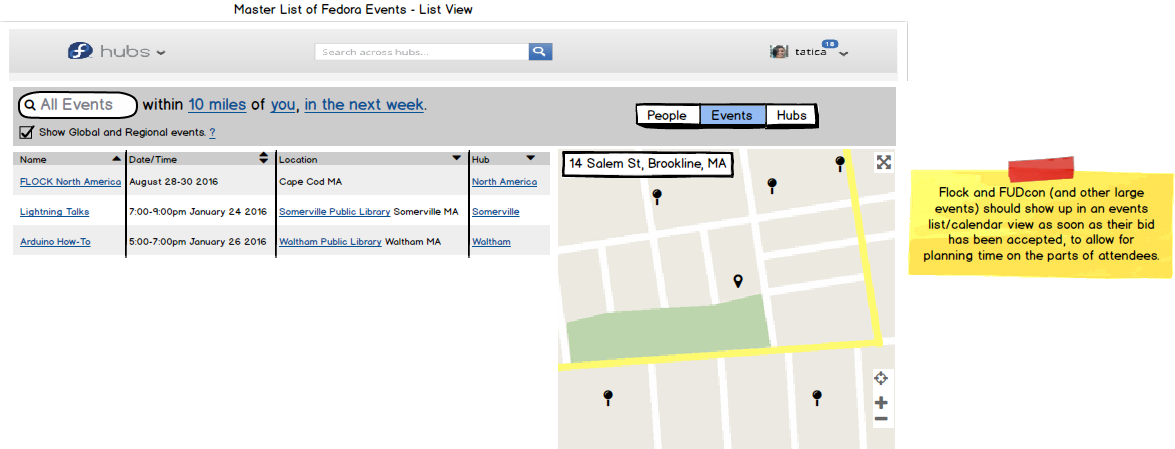 Master List of Fedora Events - List View
hubs
Search across hubs...
tatica
18
All Events within 10 miles of you, in the next week.
Show Global and Regional events. ?
People Events Hubs
Name Date/Time Location Hub
FLOCK North America August 28-30 2016 Cape Cod MA North America
Lightning Talks 7:00-9:00pm January 24 2016 Somerville Public Library Somerville MA Somerville
Arduino How-To 5:00-7:00pm January 26 2016 Waltham Public Library Waltham MA Waltham
14 Salem St, Brookline, MA
Flock and FUDcon (and other large
events) should show up in an events
list/calendar view as soon as their bid
has been accepted, to allow for
planning time on the parts of attendees.